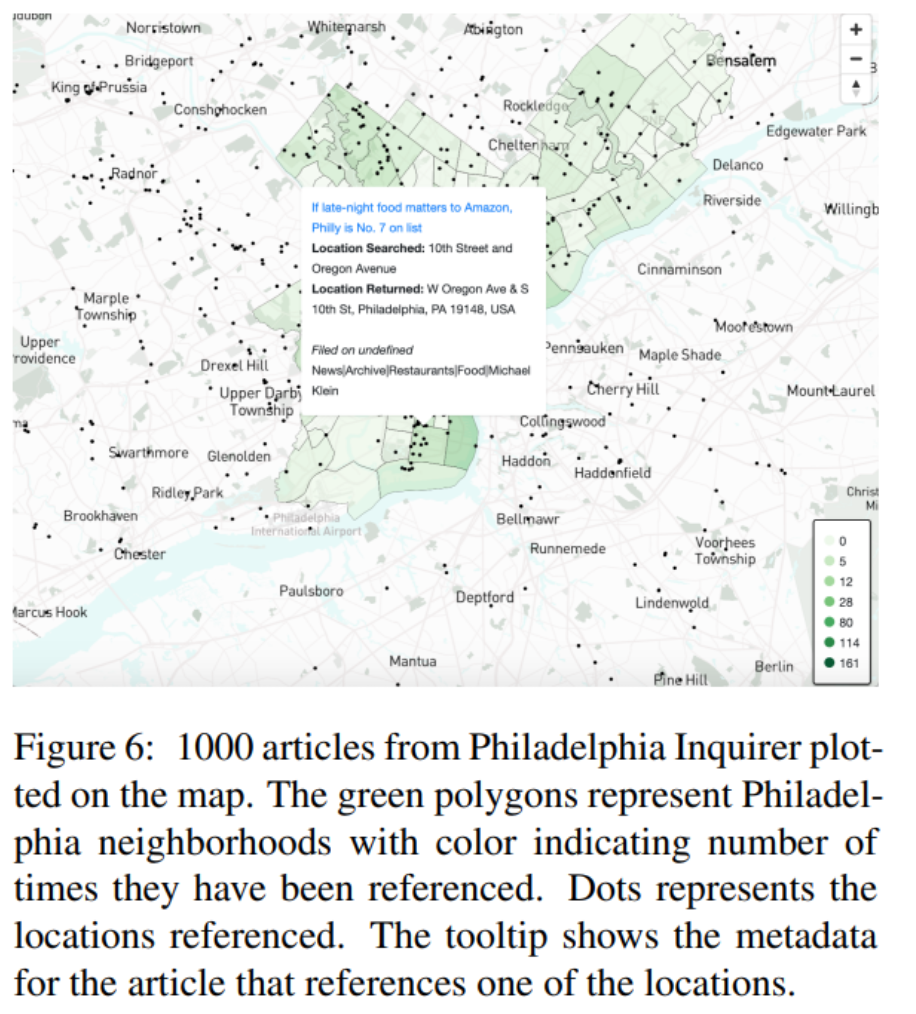 Norristown
Whitemarsh
Abington
Bridgeport
Bensalem
King of Prussia
Conshohocken
Rockledge
Edgewater Park
Cheltenham
Delanco
Radnor
Riverside
Willingb
If late-night food matters to Amazon,
Philly is No. 7 on list
Location Searched: 10th Street and
Oregon Avenue
Location Returned: W Oregon Ave & S
10th St, Philadelphia, PA 19148, USA
Filed on undefined
News|Archive|Restaurants|Food|Michael
Klein
Cinnaminson
Marple
Township
Moorestown
Upper
rovidence
Pennsauken
Maple Shade
Drexel Hill
Cherry Hill
Mount Laurel
Upper Darby
Township
Collingswood
Swarthmore
Glenolden
Haddon
Haddonfield
Ridley Park
Christ
Mi
Brookhaven
Philadelphia
International Airport
Bellmawr
Chester
Runnemede
Voorhees
Township
Paulsboro
Deptford
Lindenwold
Marcus Hook
Mantua
Berlin
Pine Hill
0
5
12
28
80
114
161
Figure 6: 1000 articles from Philadelphia Inquirer plot-
ted on the map. The green polygons represent Philadel-
phia neighborhoods with color indicating number of
times they have been referenced. Dots represents the
locations referenced. The tooltip shows the metadata
for the article that references one of the locations.